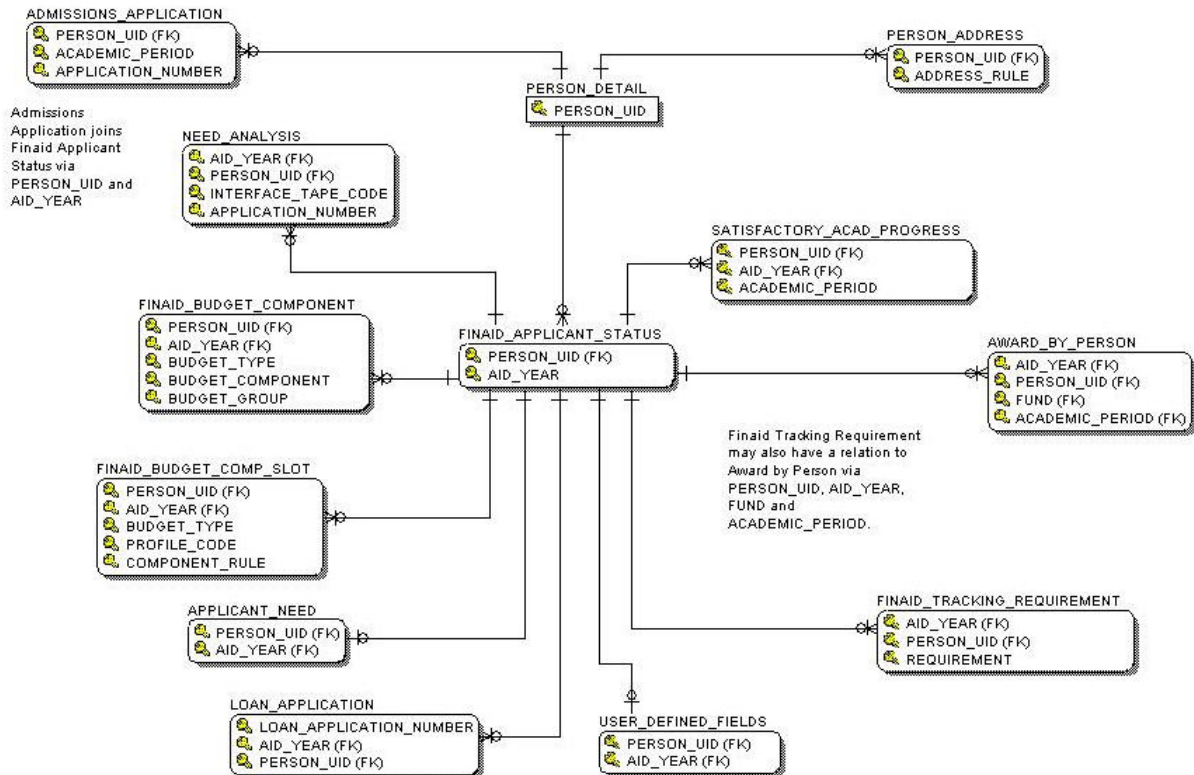 ADMISSIONS_APPLICATION
PERSON_UID (FK)
ACADEMIC_PERIOD
APPLICATION_NUMBER
PERSON_ADDRESS
PERSON_UID (FK)
ADDRESS_RULE
PERSON_DETAIL
PERSON_UID
Admissions
Application joins
Finaid Applicant
Status via
PERSON_UID and
AID_YEAR
NEED_ANALYSIS
AID_YEAR (FK)
PERSON_UID (FK)
INTERFACE_TAPE_CODE
APPLICATION_NUMBER
SATISFACTORY_ACAD_PROGRESS
PERSON_UID (FK)
AID_YEAR (FK)
ACADEMIC_PERIOD
FINAID_BUDGET_COMPONENT
PERSON_UID (FK)
AID_YEAR (FK)
BUDGET_TYPE
BUDGET_COMPONENT
BUDGET_GROUP
FINAID_APPLICANT_STATUS
PERSON_UID (FK)
AID_YEAR
AWARD_BY_PERSON
AID_YEAR (FK)
PERSON_UID (FK)
FUND (FK)
ACADEMIC_PERIOD (FK)
Finaid Tracking Requirement
may also have a relation to
Award by Person via
PERSON_UID, AID_YEAR,
FUND and
ACADEMIC_PERIOD.
FINAID_BUDGET_COMP_SLOT
PERSON_UID (FK)
AID_YEAR (FK)
BUDGET_TYPE
PROFILE_CODE
COMPONENT_RULE
APPLICANT_NEED
PERSON_UID (FK)
AID_YEAR (FK)
FINAID_TRACKING_REQUIREMENT
AID_YEAR (FK)
PERSON_UID (FK)
REQUIREMENT
LOAN_APPLICATION
LOAN_APPLICATION_NUMBER
AID_YEAR (FK)
PERSON_UID (FK)
USER_DEFINED_FIELDS
PERSON_UID (FK)
AID_YEAR (FK)